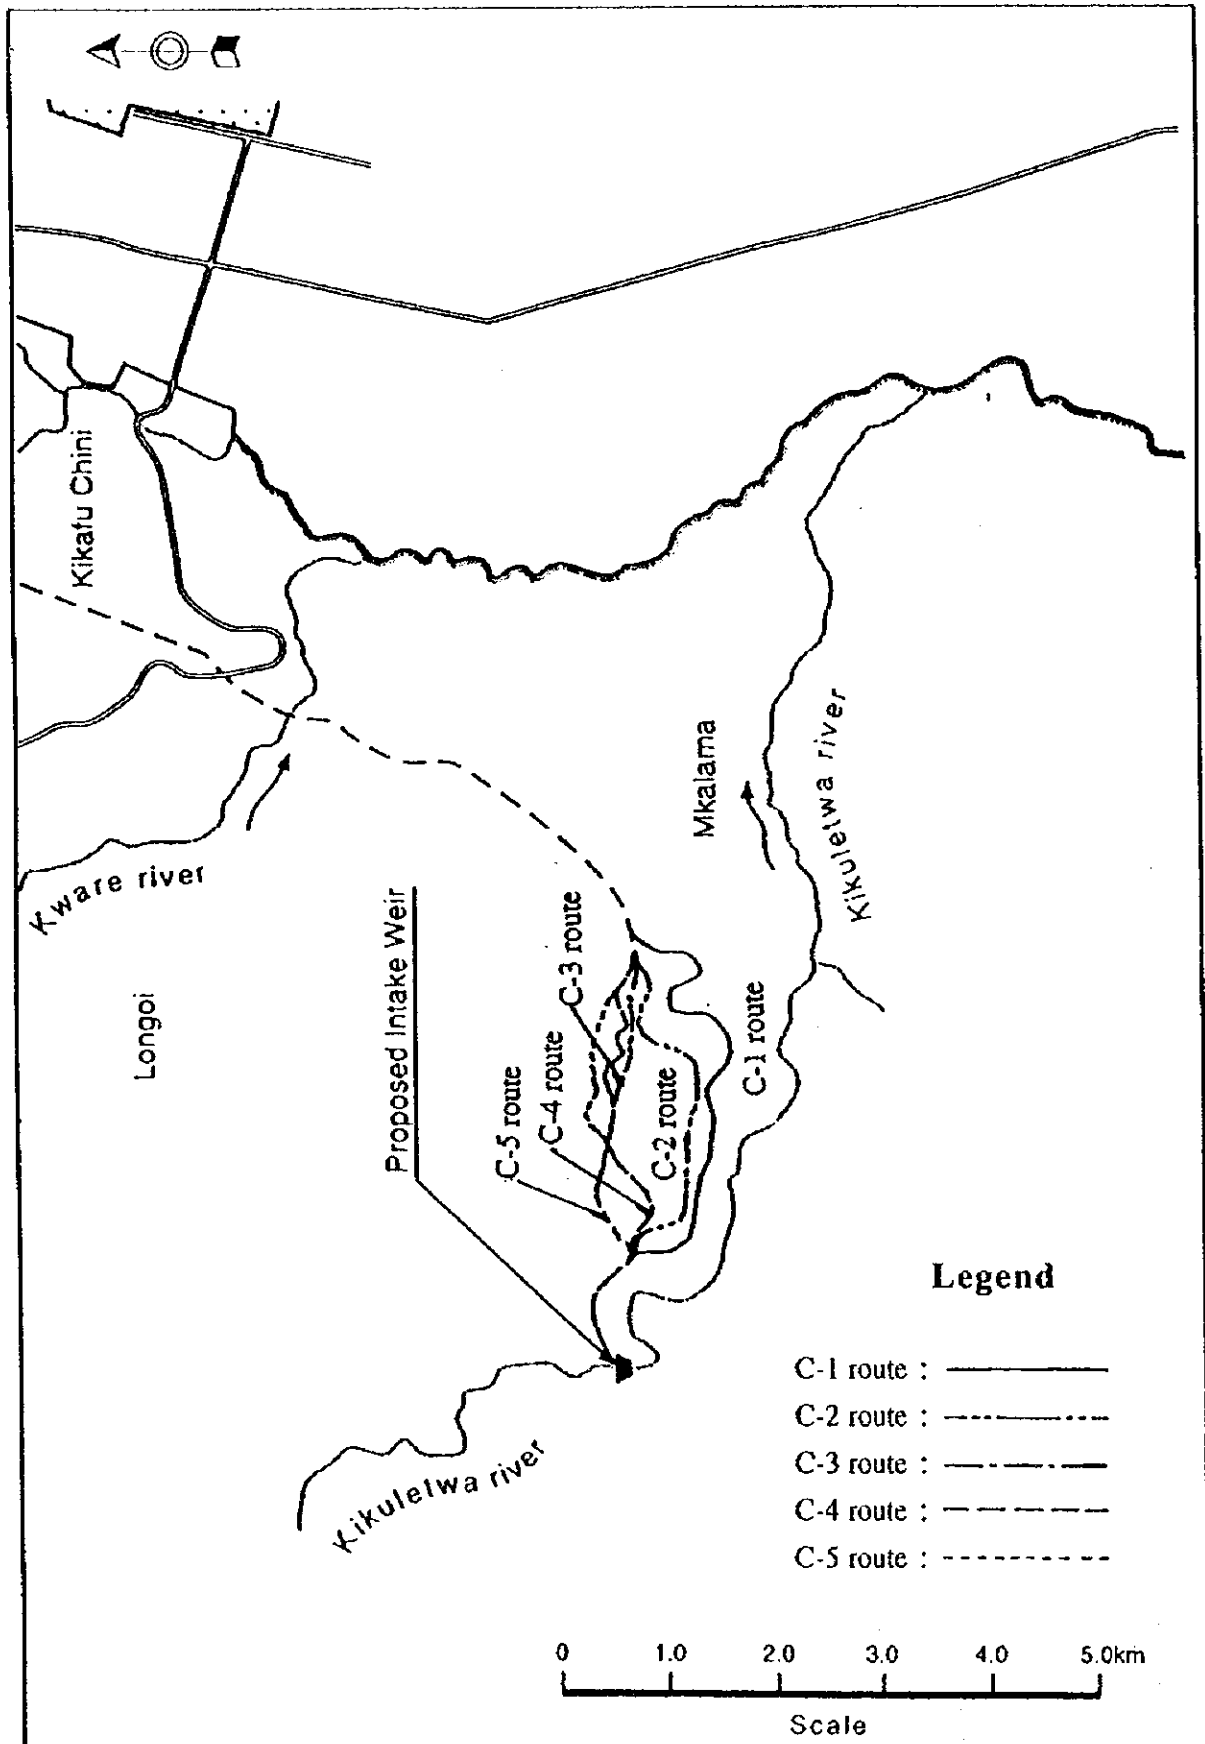 Kikafu Chini
Kware river
Longoi
Mkalama
Kikuletwa river
Proposed Intake Weir
C-3 route
C-4 route
C-5 route
C-2 route
C-1 route
Kikuletwa river
Legend
C-1 route :
C-2 route :
C-3 route :
C-4 route :
C-5 route :
0 1.0 2.0 3.0 4.0 5.0km
Scale